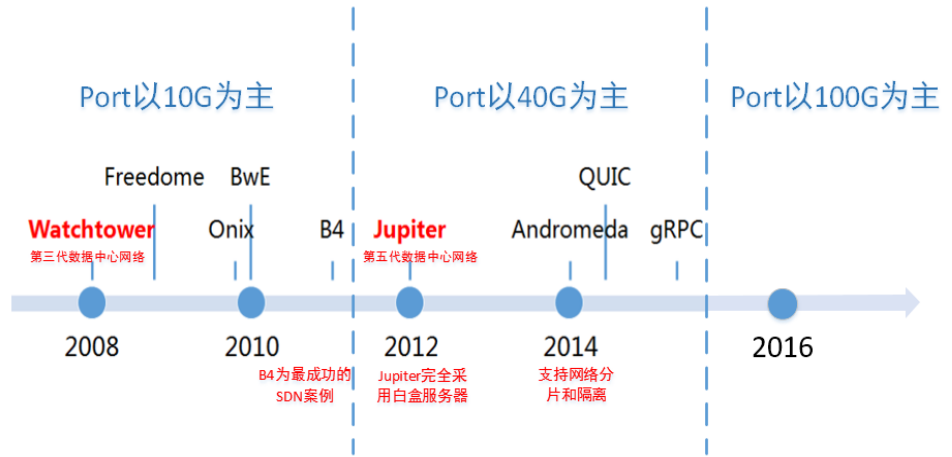 Port以10G为主
Port以40G为主
Port以100G为主
Freedome
BwE
QUIC
Watchtower
Onix
B4
Jupiter
Andromeda
gRPC
第三代数据中心网络
第五代数据中心网络
2008
2010
2012
2014
2016
B4为最成功的
SDN案例
Jupiter完全采
用白盒服务器
支持网络分
片和隔离